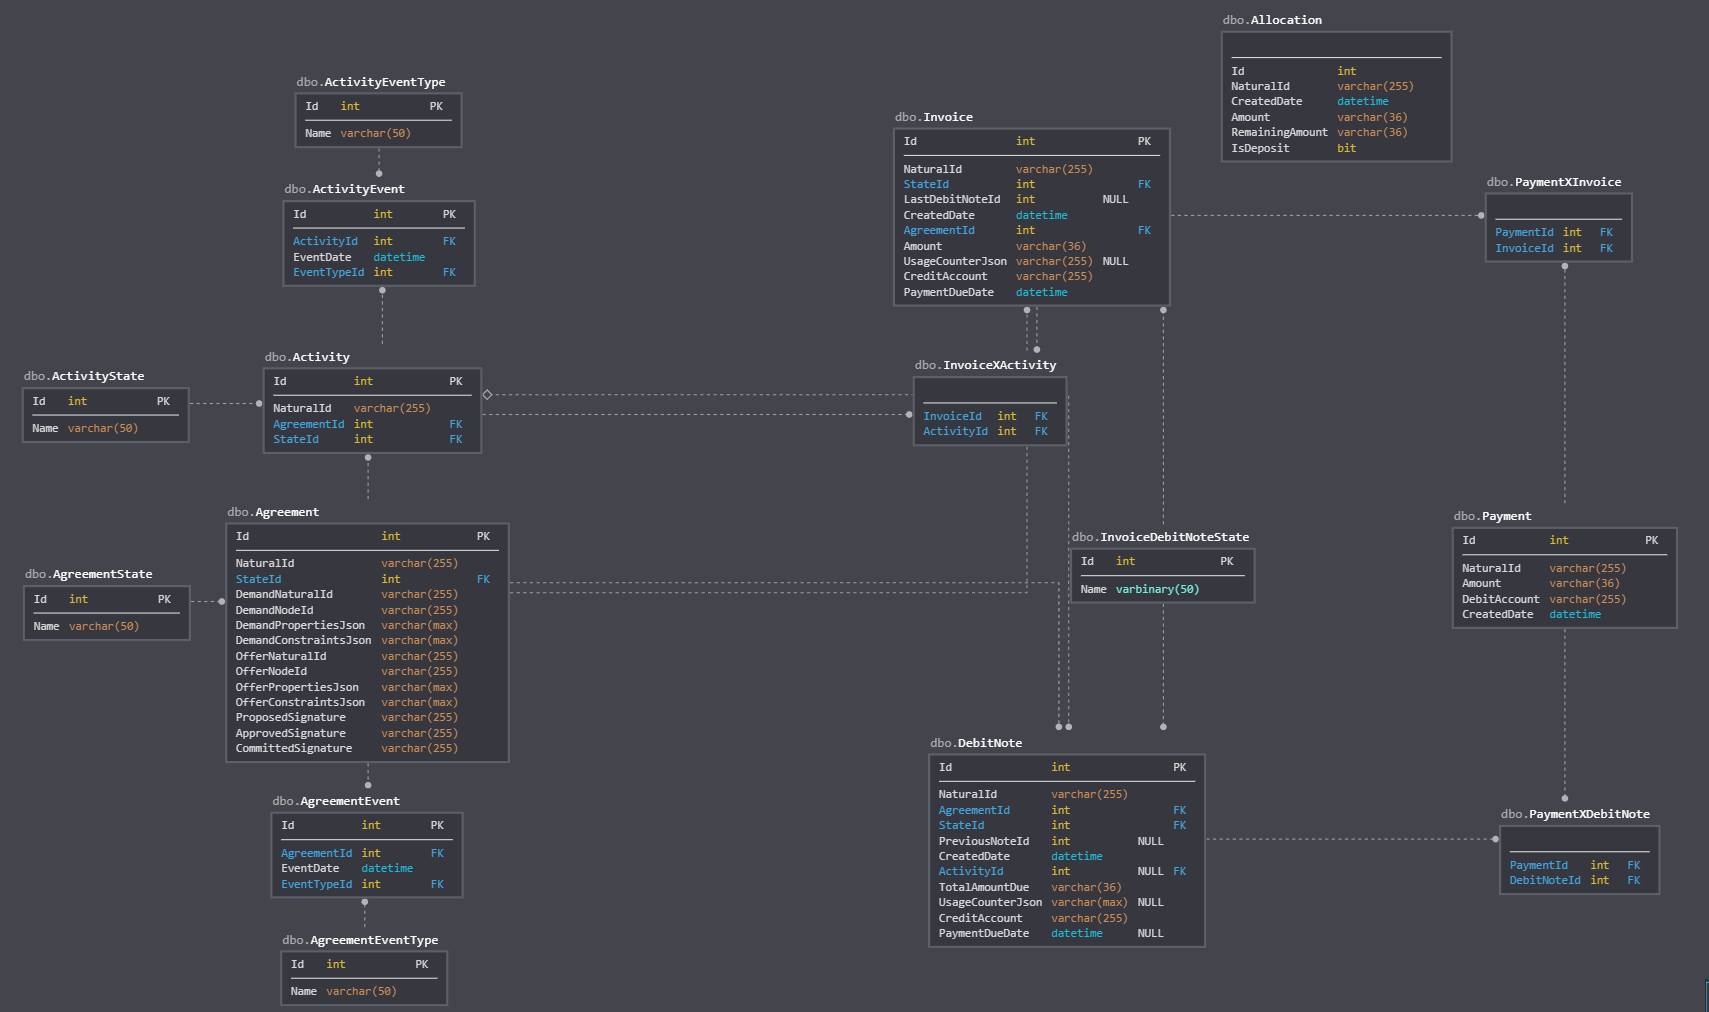 dbo.Allocation
Id int
NaturalId varchar(255)
CreatedDate datetime
Amount varchar(36)
RemainingAmount varchar(36)
IsDeposit bit
dbo.ActivityEventType
Id int PK
Name varchar(50)
dbo.Invoice
Id int PK
NaturalId varchar(255)
StateId int FK
LastDebitNoteId int NULL
CreatedDate datetime
AgreementId int FK
Amount varchar(36)
UsageCounterJson varchar(255) NULL
CreditAccount varchar(255)
PaymentDueDate datetime
dbo.ActivityEvent
Id int PK
ActivityId int FK
EventDate datetime
EventTypeId int FK
dbo.PaymentXInvoice
PaymentId int FK
InvoiceId int FK
dbo.Activity
Id int PK
NaturalId varchar(255)
AgreementId int FK
StateId int FK
dbo.ActivityState
Id int PK
Name varchar(50)
dbo.InvoiceXActivity
InvoiceId int FK
ActivityId int FK
dbo.Agreement
Id int PK
NaturalId varchar(255)
StateId int FK
DemandNaturalId varchar(255)
DemandNodeId varchar(255)
DemandPropertiesJson varchar(max)
DemandConstraintsJson varchar(max)
OfferNaturalId varchar(255)
OfferNodeId varchar(255)
OfferPropertiesJson varchar(max)
OfferConstraintsJson varchar(max)
ProposedSignature varchar(255)
ApprovedSignature varchar(255)
CommittedSignature varchar(255)
dbo.AgreementState
Id int PK
Name varchar(50)
dbo.InvoiceDebitNoteState
Id int PK
Name varbinary(50)
dbo.Payment
Id int PK
NaturalId varchar(255)
Amount varchar(36)
DebitAccount varchar(255)
CreatedDate datetime
dbo.DebitNote
Id int PK
NaturalId varchar(255)
AgreementId int FK
StateId int FK
PreviousNoteId int NULL
CreatedDate datetime
ActivityId int NULL FK
TotalAmountDue varchar(36)
UsageCounterJson varchar(max) NULL
CreditAccount varchar(255)
PaymentDueDate datetime NULL
dbo.AgreementEvent
Id int PK
AgreementId int FK
EventDate datetime
EventTypeId int FK
dbo.PaymentXDebitNote
PaymentId int FK
DebitNoteId int FK
dbo.AgreementEventType
Id int PK
Name varchar(50)